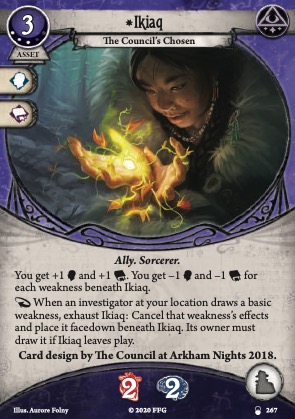 3
*Ikiaq
The Council's Chosen
ASSET
Ally. Sorcerer.
You get +1 and +1 . You get –1 and –1 for
each weakness beneath Ikiaq.
When an investigator at your location draws a basic
weakness, exhaust Ikiaq: Cancel that weakness's effects
and place it facedown beneath Ikiaq. Its owner must
draw it if Ikiaq leaves play.
Card design by The Council at Arkham Nights 2018.
2 2
Illus. Aurore Folny © 2020 FFG 267